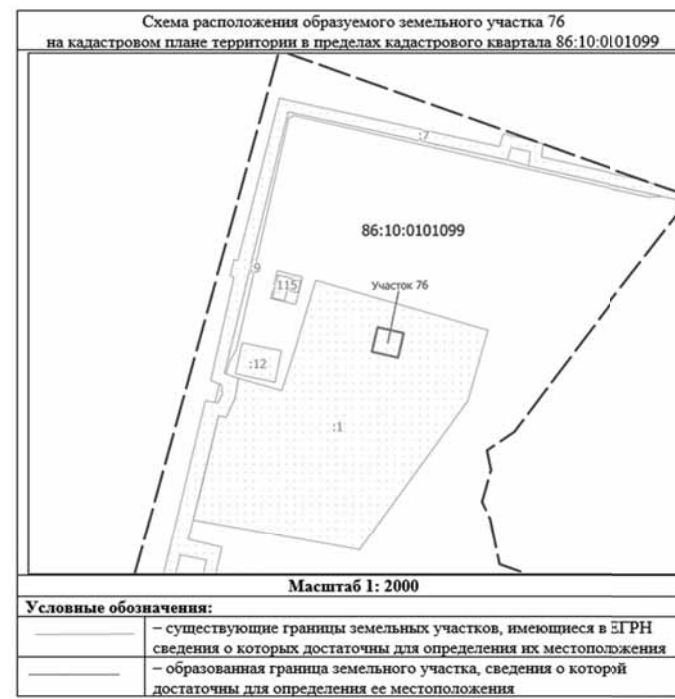 Схема расположения образуемого земельного участка 76
на кадастровом плане территории в пределах кадастрового квартала 86:10:0101099
:7
86:10:0101099
:9
115
Участок 76
:12
:1
Масштаб 1: 2000
Условные обозначения:
– существующие границы земельных участков, имеющиеся в ЕГРН
сведения о которых достаточны для определения их местоположения
– образованная граница земельного участка, сведения о которой
достаточны для определения ее местоположения